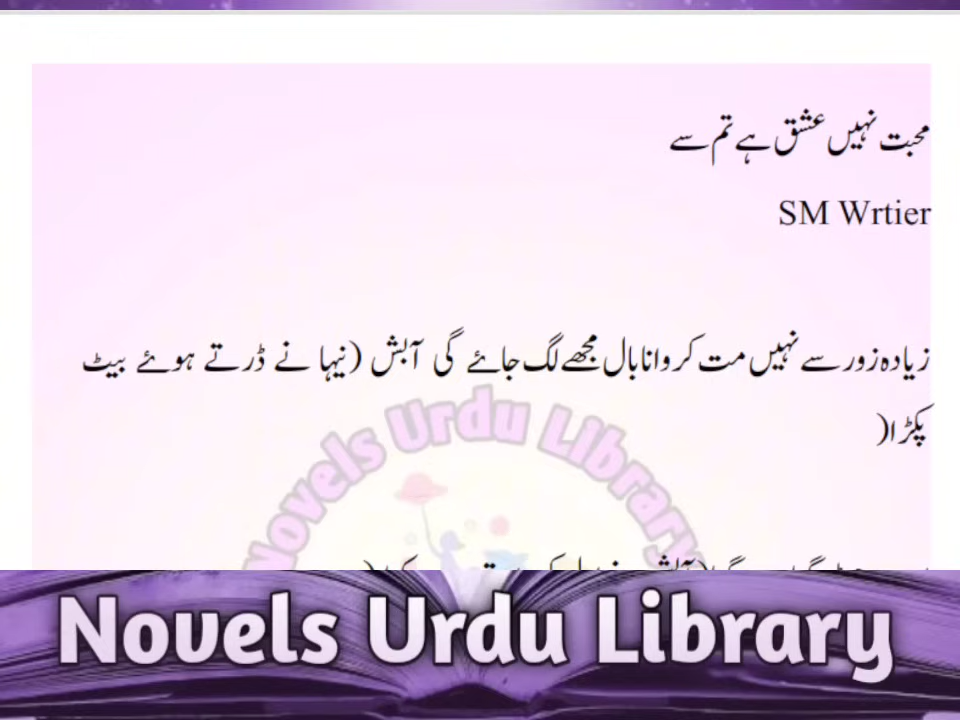 محبت نہیں عشق ہے تم سے
SM Wrtier
زیادہ زور سے نہیں مت کروانا بال مجھے لگ جائے گی آبش (نیہا نے ڈرتے ہوئے بیٹ
پکڑا(
Novels Urdu Library
Novels Urdu Library